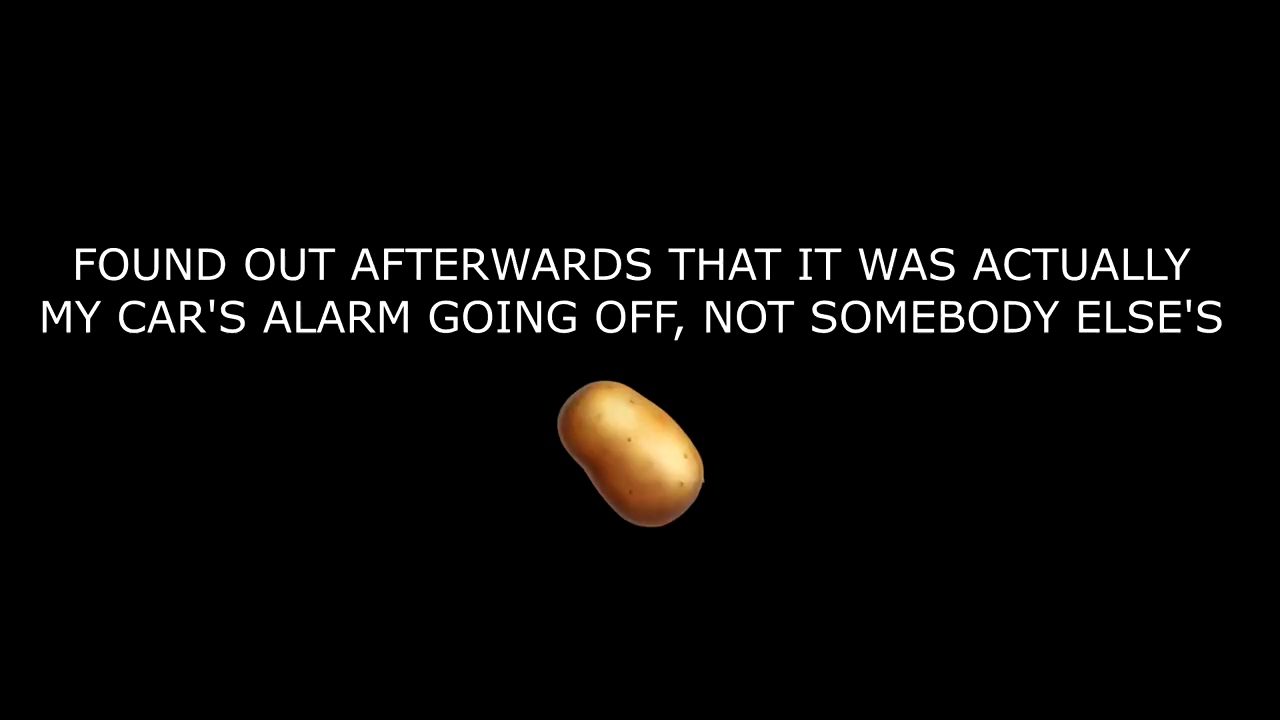 FOUND OUT AFTERWARDS THAT IT WAS ACTUALLY
MY CAR'S ALARM GOING OFF, NOT SOMEBODY ELSE'S